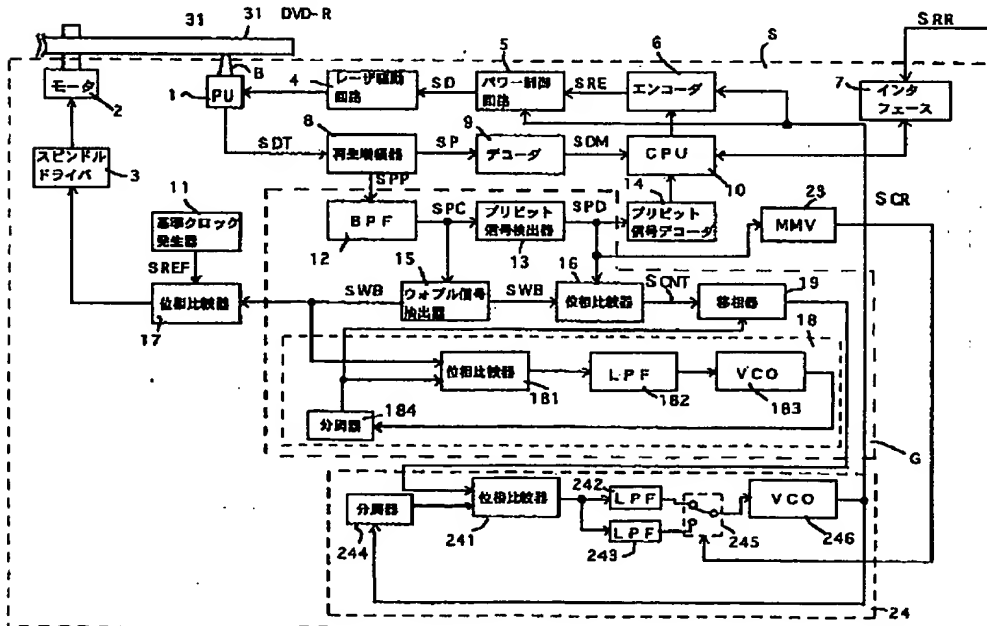 31
31 DVD-R
SRR
S
モータ
2
B
PU
1
4
レーザ駆動
回路
SD
5
パワー制御
回路
SRE
6
エンコーダ
7
インタ
フェース
スピンドル
ドライバ
3
SDT
8
再生増幅器
SP
9
デコーダ
SDM
CPU
10
SPP
11
基準クロック
発生器
SREF
BPF
12
SPC
プリピット
信号検出器
13
SPD
14
プリピット
信号デコーダ
23
MMV
SCR
位相比較器
17
SWB
15
ウォブル信号
検出器
SWB
16
位相比較器
SCNT
移相器
19
18
位相比較器
181
LPF
182
VCO
183
184
分周器
G
分周器
244
位相比較器
241
242
LPF
LPF
243
245
VCO
246
24